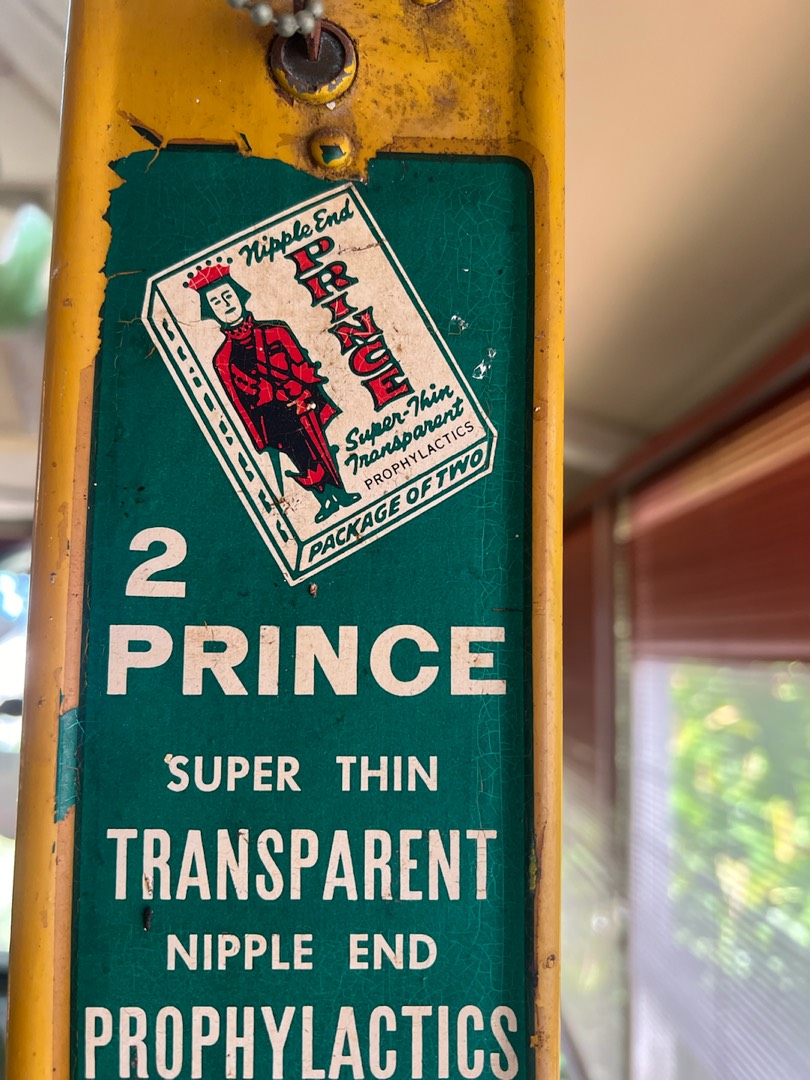 Nipple End
PRINCE
Super-Thin
Transparent
PROPHYLACTICS
PACKAGE OF TWO
2
PRINCE
SUPER THIN
TRANSPARENT
NIPPLE END
PROPHYLACTICS